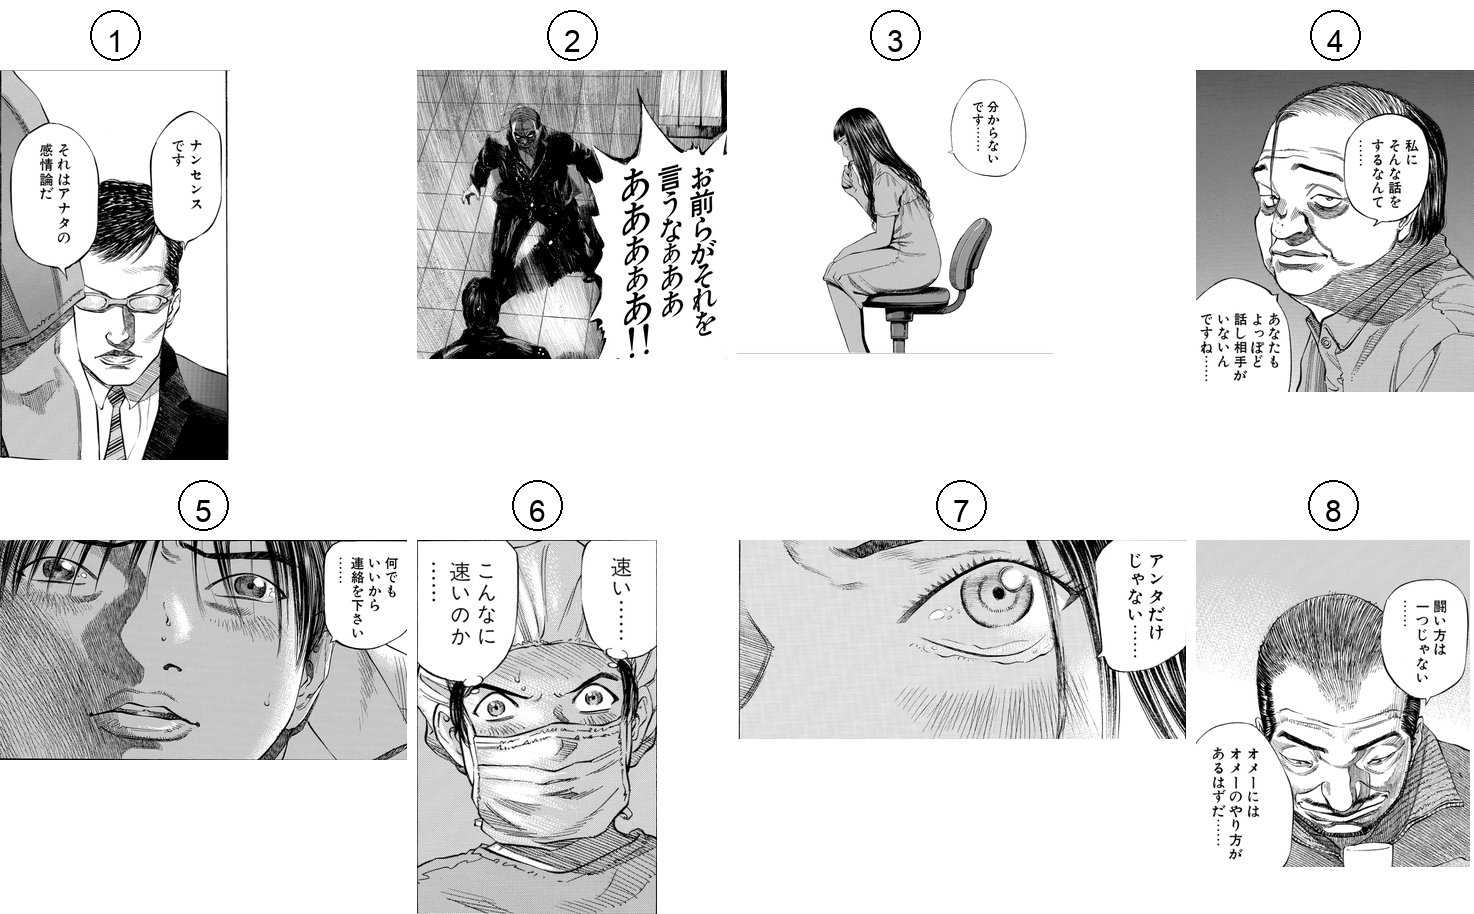 1
ナンセンス
です
それはアナタの
感情論だ
2
お前らがそれを
言うなぁぁぁ
あああぁぁあ!!
3
分からない
です……
4
私に
そんな話を
するなんて
……
あなたも
よっぽど
話し相手が
いないん
ですね……
5
何でも
いいから
連絡を下さい
……
6
速い……
こんなに
速いのか
……
7
アンタだけ
じゃない……
8
闘い方は
一つじゃない
……
オメーには
オメーのやり方が
あるはずだ……